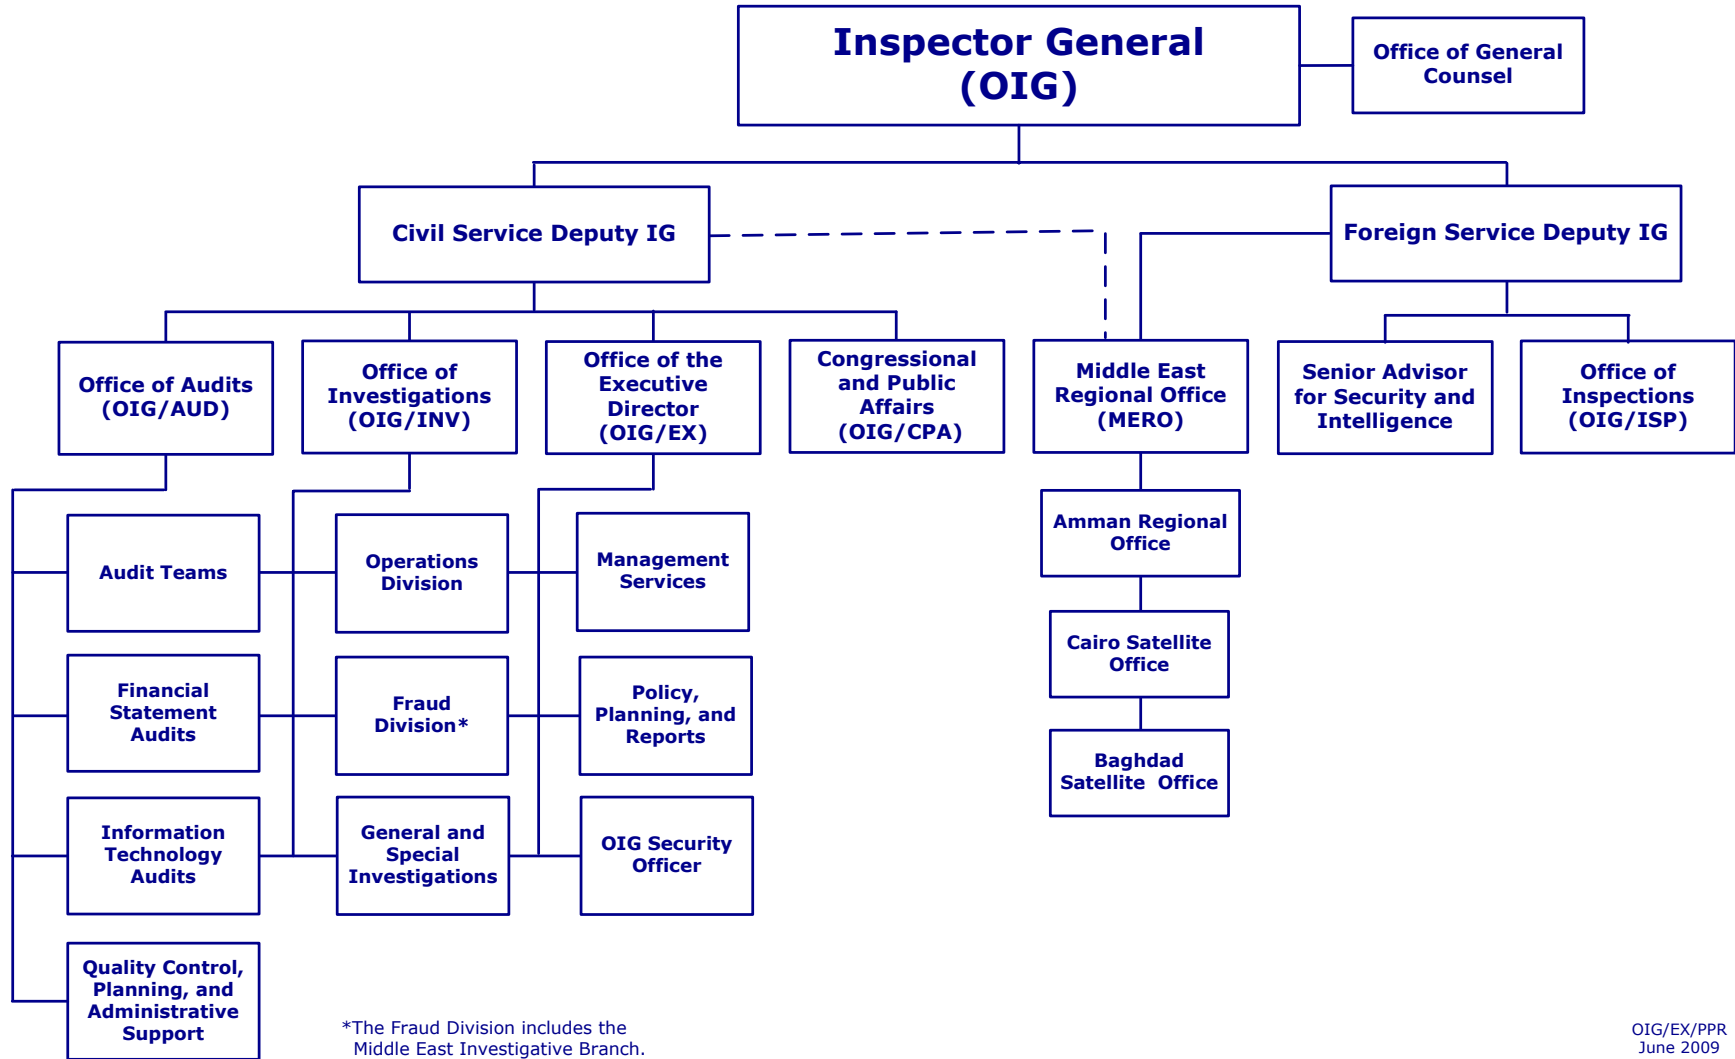 Inspector General
(OIG)
Office of General
Counsel
Civil Service Deputy IG
Foreign Service Deputy IG
Office of Audits
(OIG/AUD)
Office of
Investigations
(OIG/INV)
Office of the
Executive
Director
(OIG/EX)
Congressional
and Public
Affairs
(OIG/CPA)
Middle East
Regional Office
(MERO)
Senior Advisor
for Security and
Intelligence
Office of
Inspections
(OIG/ISP)
Audit Teams
Financial
Statement
Audits
Information
Technology
Audits
Quality Control,
Planning, and
Administrative
Support
Operations
Division
Fraud
Division*
General and
Special
Investigations
Management
Services
Policy,
Planning, and
Reports
OIG Security
Officer
Amman Regional
Office
Cairo Satellite
Office
Baghdad
Satellite Office
*The Fraud Division includes the
Middle East Investigative Branch.
OIG/EX/PPR
June 2009